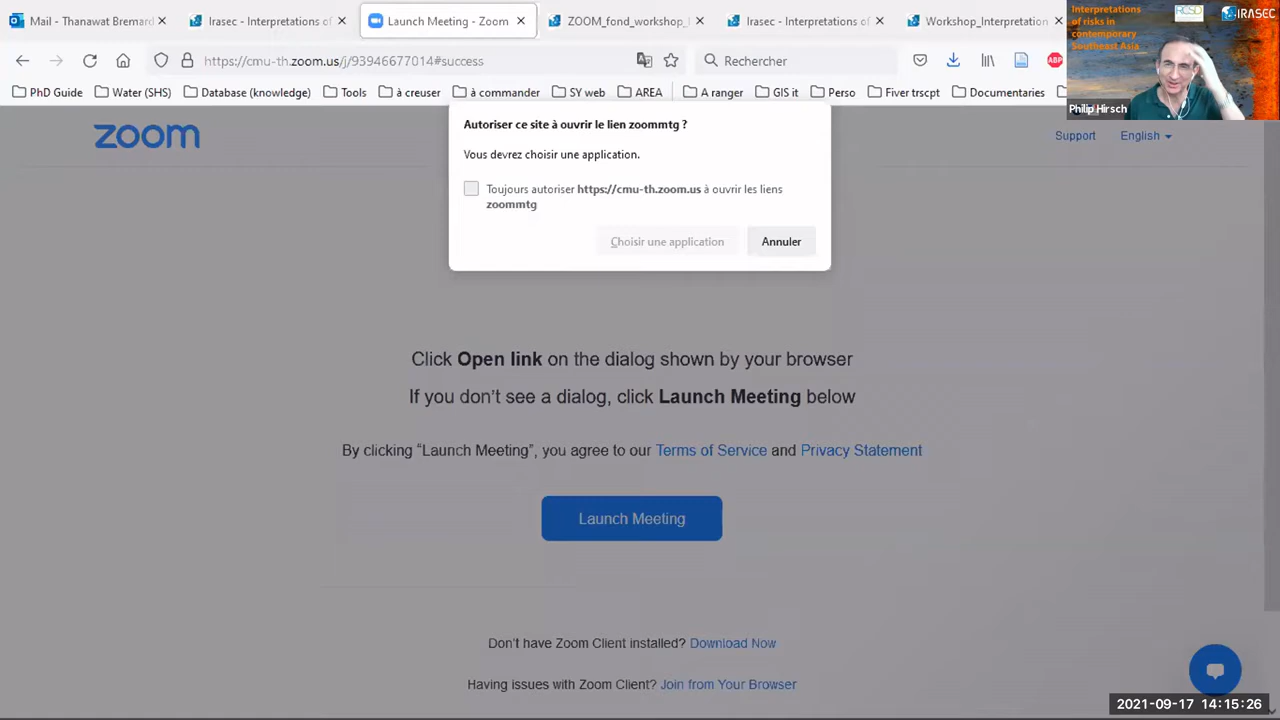 Mail - Thanawat Bremard
Irasec - Interpretations of
Launch Meeting - Zoom
ZOOM_fond_workshop_
Irasec - Interpretations of
Workshop_Interpretation
https://cmu-th.zoom.us/j/93946677014#success
Rechercher
ABP
PhD Guide
Water (SHS)
Database (knowledge)
Tools
à creuser
à commander
SY web
AREA
A ranger
GIS it
Perso
Fiver trscpt
Documentaries
Interpretations
of risks in
contemporary
Southeast Asia
RCSD
IRASEC
Philip Hirsch
zoom
Support
English
Autoriser ce site à ouvrir le lien zoommtg ?
Vous devrez choisir une application.
Toujours autoriser https://cmu-th.zoom.us à ouvrir les liens
zoommtg
Choisir une application
Annuler
Click Open link on the dialog shown by your browser
If you don't see a dialog, click Launch Meeting below
By clicking “Launch Meeting”, you agree to our Terms of Service and Privacy Statement
Launch Meeting
Don't have Zoom Client installed? Download Now
Having issues with Zoom Client? Join from Your Browser
2021-09-17 14:15:26